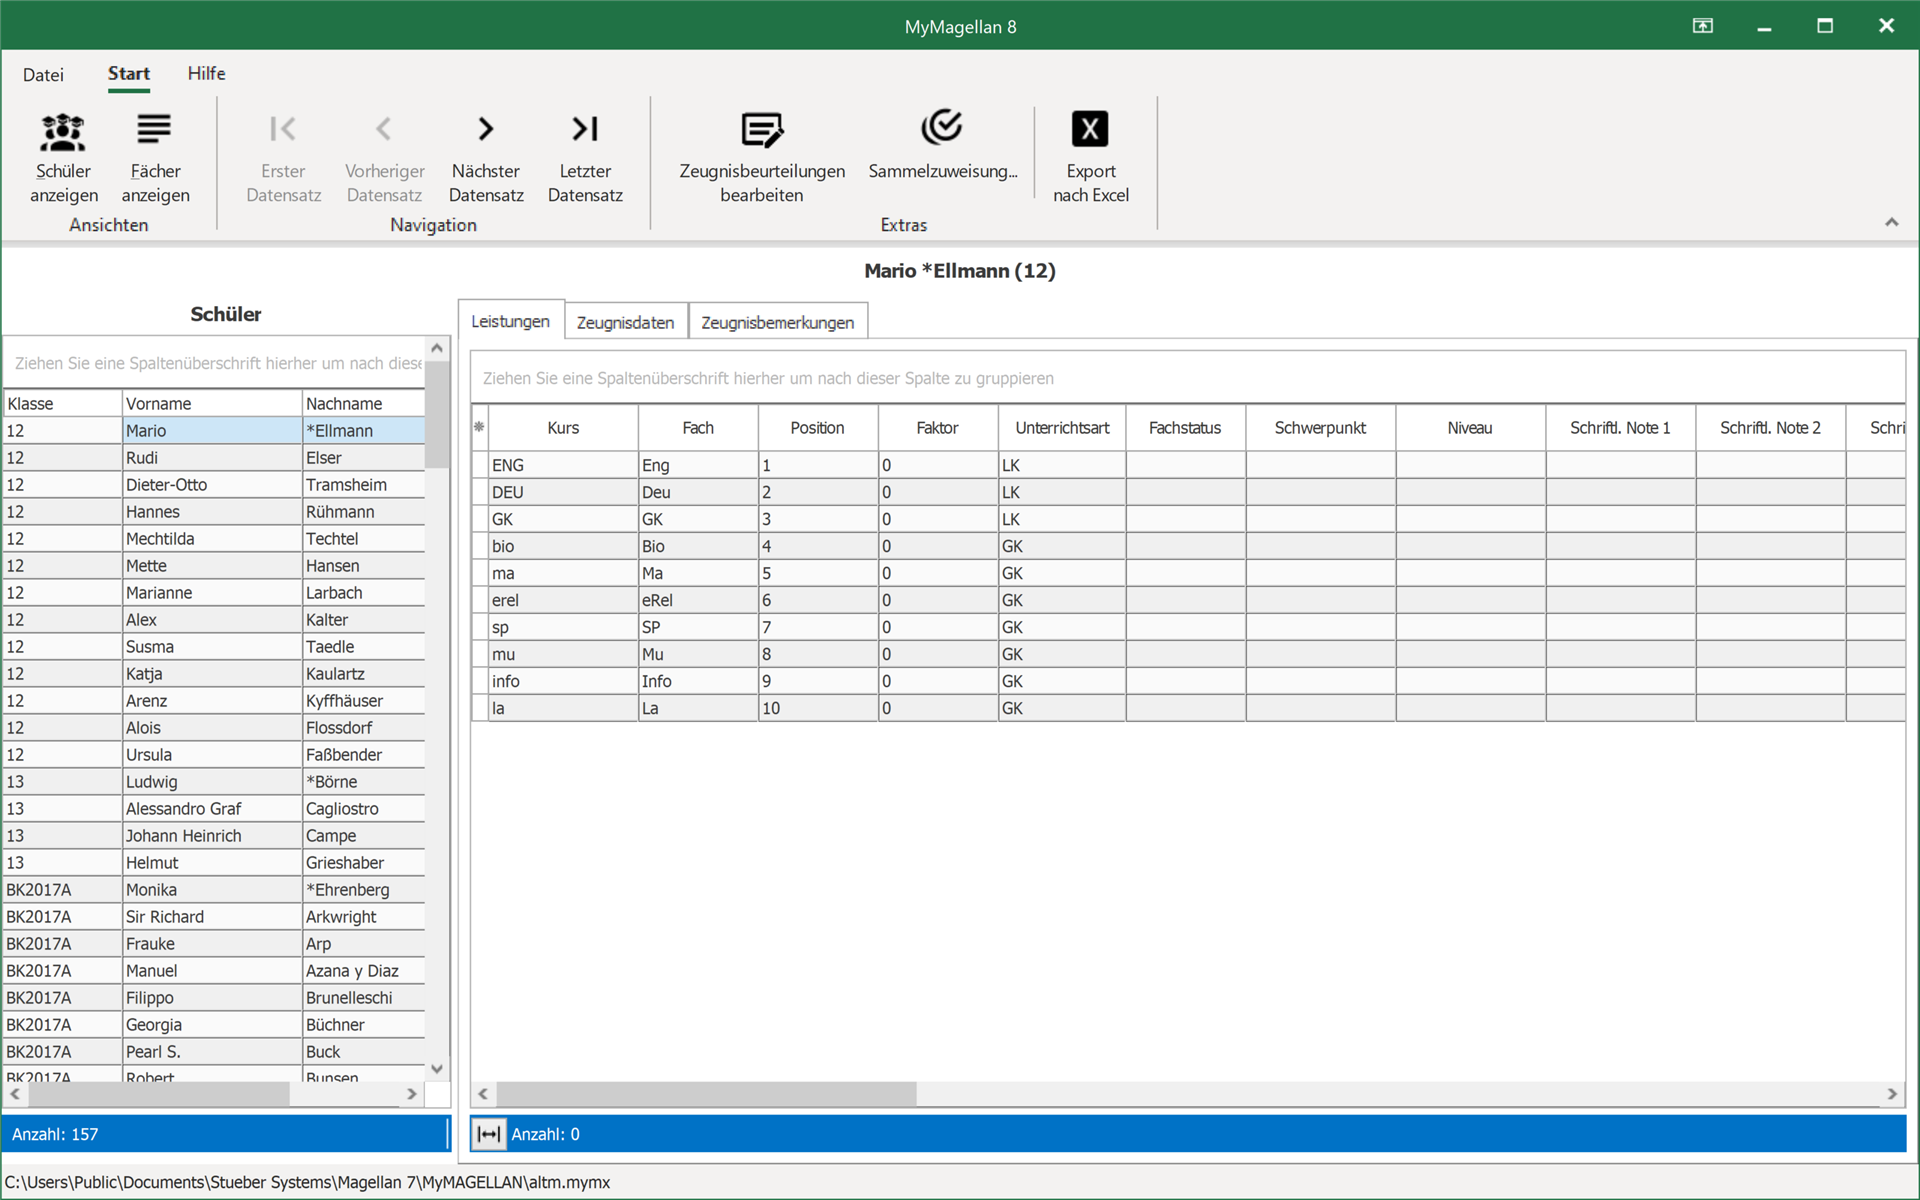 MyMagellan 8
Datei Start Hilfe
Schüler anzeigen
Fächer anzeigen
Erster Datensatz
Vorheriger Datensatz
Nächster Datensatz
Letzter Datensatz
Zeugnisbeurteilungen bearbeiten
Sammelzuweisung...
Export nach Excel
Ansichten Navigation Extras
Mario *Ellmann (12)
Schüler
Ziehen Sie eine Spaltenüberschrift hierher um nach diese
Klasse Vorname Nachname
12 Mario *Ellmann
12 Rudi Elser
12 Dieter-Otto Tramsheim
12 Hannes Rühmann
12 Mechtilda Techtel
12 Mette Hansen
12 Marianne Larbach
12 Alex Kalter
12 Susma Taedle
12 Katja Kaulartz
12 Arenz Kyffhäuser
12 Alois Flossdorf
12 Ursula Faßbender
13 Ludwig *Börne
13 Alessandro Graf Cagliostro
13 Johann Heinrich Campe
13 Helmut Grieshaber
BK2017A Monika *Ehrenberg
BK2017A Sir Richard Arkwright
BK2017A Frauke Arp
BK2017A Manuel Azana y Diaz
BK2017A Filippo Brunelleschi
BK2017A Georgia Büchner
BK2017A Pearl S. Buck
BK2017A Robert Bunsen
Anzahl: 157
Leistungen Zeugnisdaten Zeugnisbemerkungen
Ziehen Sie eine Spaltenüberschrift hierher um nach dieser Spalte zu gruppieren
Kurs Fach Position Faktor Unterrichtsart Fachstatus Schwerpunkt Niveau Schriftl. Note 1 Schriftl. Note 2 Schri
ENG Eng 1 0 LK
DEU Deu 2 0 LK
GK GK 3 0 LK
bio Bio 4 0 GK
ma Ma 5 0 GK
erel eRel 6 0 GK
sp SP 7 0 GK
mu Mu 8 0 GK
info Info 9 0 GK
la La 10 0 GK
Anzahl: 0
C:\Users\Public\Documents\Stueber Systems\Magellan 7\MyMAGELLAN\altm.mymx